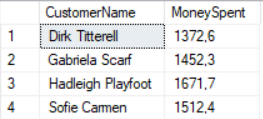 CustomerName MoneySpent
1 Dirk Titterell 1372,6
2 Gabriela Scarf 1452,3
3 Hadleigh Playfoot 1671,7
4 Sofie Carmen 1512,4